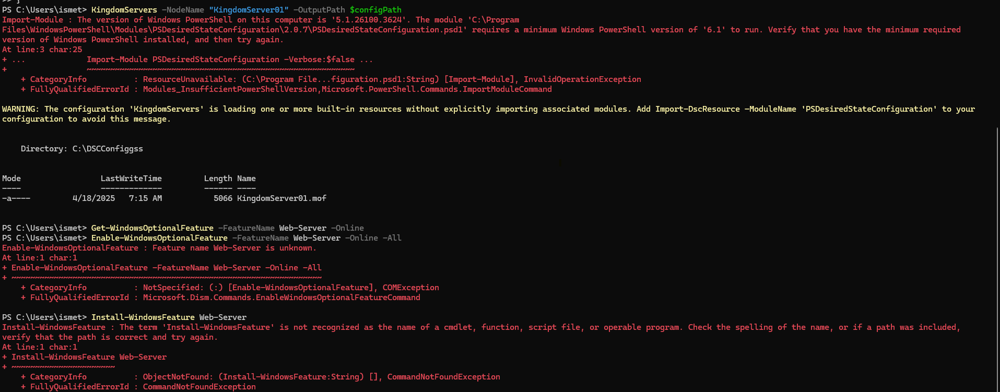 >> }
PS C:\Users\ismet> KingdomServers -NodeName "KingdomServer01" -OutputPath $configPath
Import-Module : The version of Windows PowerShell on this computer is '5.1.26100.3624'. The module 'C:\Program
Files\WindowsPowerShell\Modules\PSDesiredStateConfiguration\2.0.7\PSDesiredStateConfiguration.psd1' requires a minimum Windows PowerShell version of '6.1' to run. Verify that you have the minimum required
version of Windows PowerShell installed, and then try again.
At line:3 char:25
+ ...             Import-Module PSDesiredStateConfiguration -Verbose:$false ...
+                 ~~~~~~~~~~~~~~~~~~~~~~~~~~~~~~~~~~~~~~~~~~~~~~~~~~~~~~~~~
    + CategoryInfo          : ResourceUnavailable: (C:\Program File...figuration.psd1:String) [Import-Module], InvalidOperationException
    + FullyQualifiedErrorId : Modules_InsufficientPowerShellVersion,Microsoft.PowerShell.Commands.ImportModuleCommand
WARNING: The configuration 'KingdomServers' is loading one or more built-in resources without explicitly importing associated modules. Add Import-DscResource -ModuleName 'PSDesiredStateConfiguration' to your
configuration to avoid this message.
    Directory: C:\DSCConfiggss
Mode                 LastWriteTime         Length Name
----                 -------------         ------ ----
-a----         4/18/2025   7:15 AM           5066 KingdomServer01.mof
PS C:\Users\ismet> Get-WindowsOptionalFeature -FeatureName Web-Server -Online
PS C:\Users\ismet> Enable-WindowsOptionalFeature -FeatureName Web-Server -Online -All
Enable-WindowsOptionalFeature : Feature name Web-Server is unknown.
At line:1 char:1
+ Enable-WindowsOptionalFeature -FeatureName Web-Server -Online -All
+ ~~~~~~~~~~~~~~~~~~~~~~~~~~~~~~~~~~~~~~~~~~~~~~~~~~~~~~~~~~~~~~~~~~
    + CategoryInfo          : NotSpecified: (:) [Enable-WindowsOptionalFeature], COMException
    + FullyQualifiedErrorId : Microsoft.Dism.Commands.EnableWindowsOptionalFeatureCommand
PS C:\Users\ismet> Install-WindowsFeature Web-Server
Install-WindowsFeature : The term 'Install-WindowsFeature' is not recognized as the name of a cmdlet, function, script file, or operable program. Check the spelling of the name, or if a path was included,
verify that the path is correct and try again.
At line:1 char:1
+ Install-WindowsFeature Web-Server
+ ~~~~~~~~~~~~~~~~~~~~~~
    + CategoryInfo          : ObjectNotFound: (Install-WindowsFeature:String) [], CommandNotFoundException
    + FullyQualifiedErrorId : CommandNotFoundException